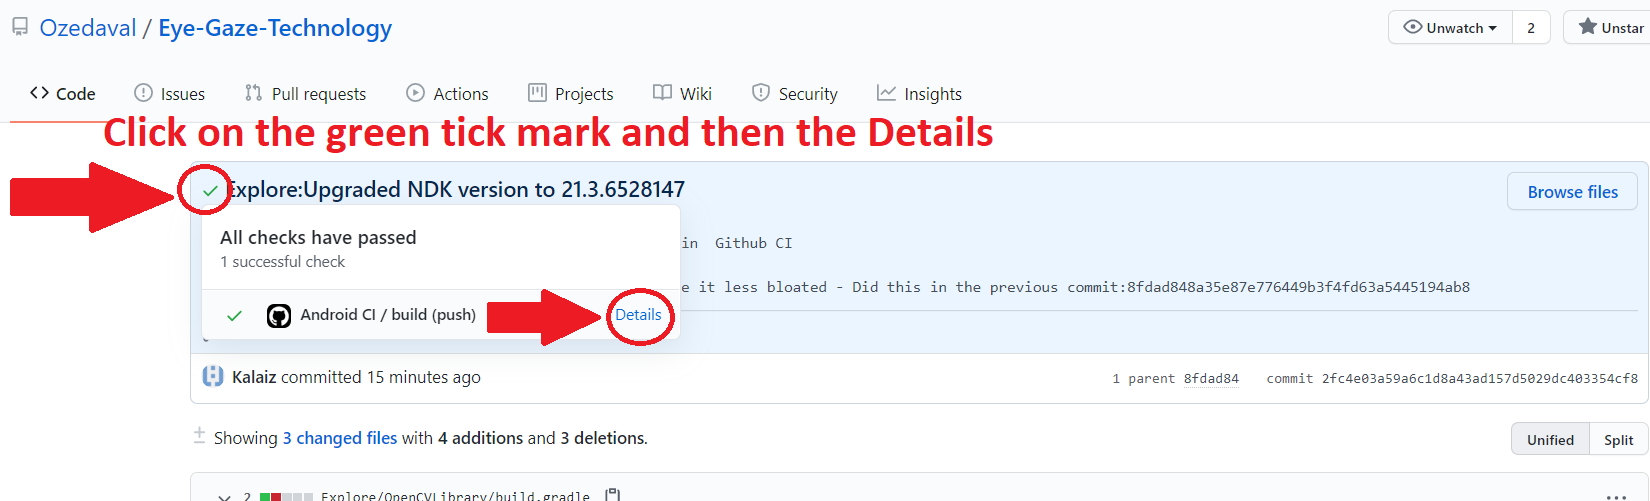 Ozedaval / Eye-Gaze-Technology
Unwatch 2 Unstar
Code Issues Pull requests Actions Projects Wiki Security Insights
Click on the green tick mark and then the Details
Explore:Upgraded NDK version to 21.3.6528147
Browse files
All checks have passed
in Github CI
1 successful check
e it less bloated - Did this in the previous commit:8fdad848a35e87e776449b3f4fd63a5445194ab8
Android CI / build (push) Details
Kalaiz committed 15 minutes ago 1 parent 8fdad84 commit 2fc4e03a59a6c1d8a43ad157d5029dc403354cf8
Showing 3 changed files with 4 additions and 3 deletions.
Unified Split
2 Explore/OpenCVLibrary/build.gradle